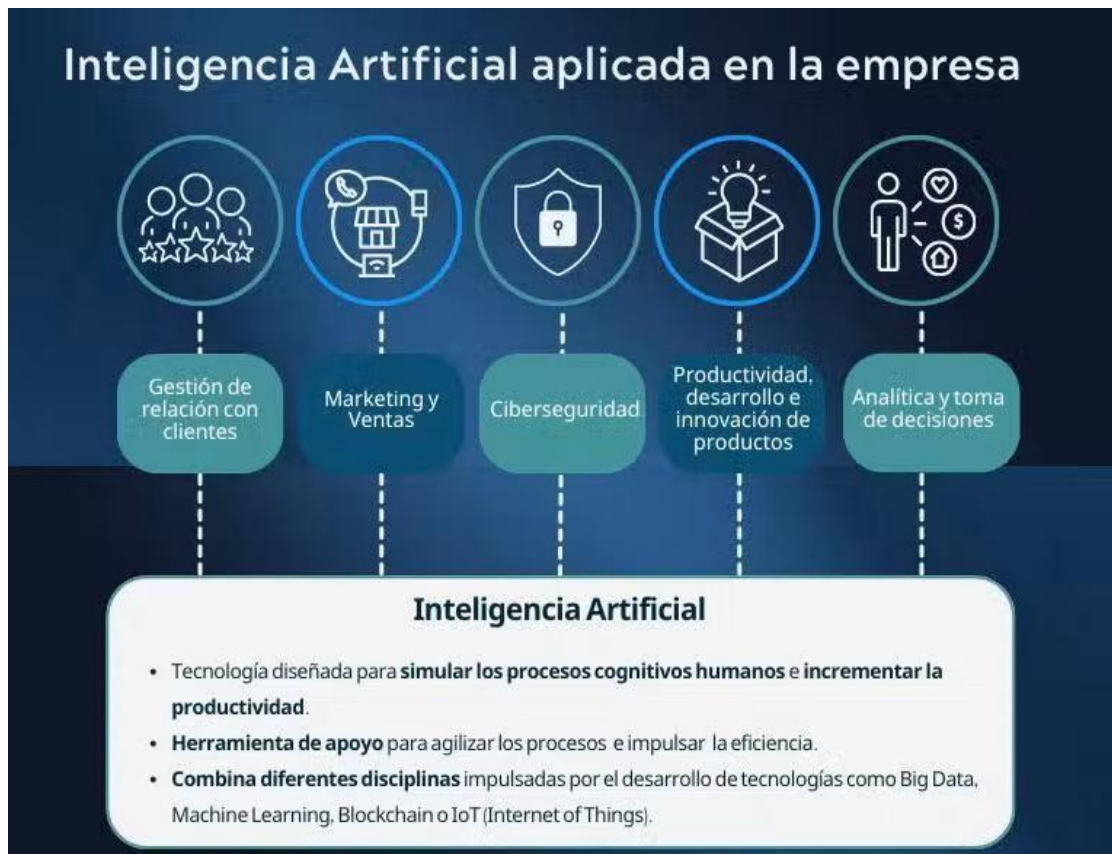 Inteligencia Artificial aplicada en la empresa
Gestión de
relación con
clientes
Marketing y
Ventas
Ciberseguridad
Productividad,
desarrollo e
innovación de
productos
Analítica y toma
de decisiones
Inteligencia Artificial
• Tecnología diseñada para simular los procesos cognitivos humanos e incrementar la
productividad.
• Herramienta de apoyo para agilizar los procesos e impulsar la eficiencia.
• Combina diferentes disciplinas impulsadas por el desarrollo de tecnologías como Big Data,
Machine Learning, Blockchain o IoT (Internet of Things).